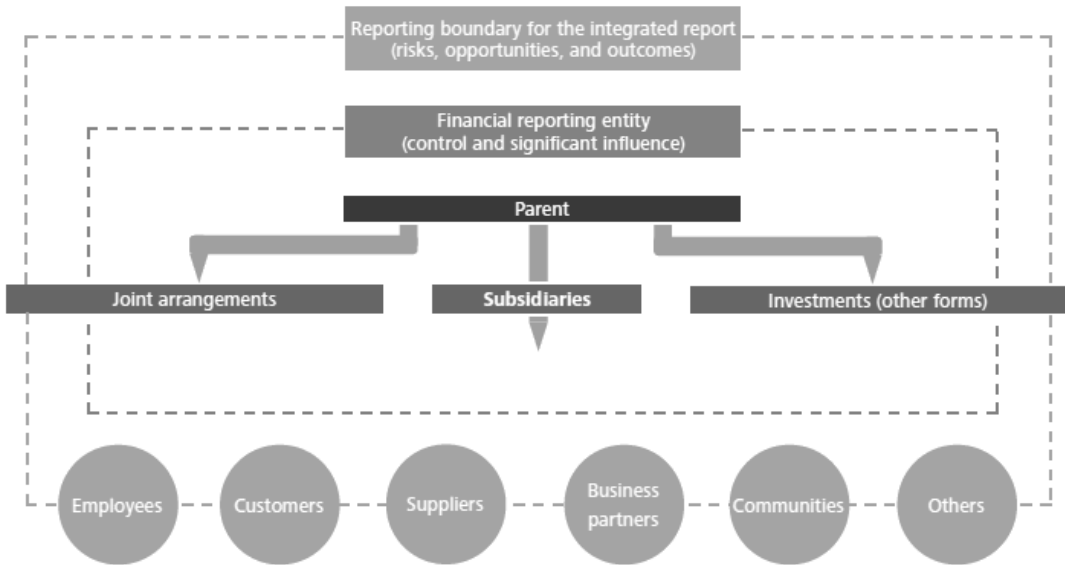 Reporting boundary for the integrated report
(risks, opportunities, and outcomes)
Financial reporting entity
(control and significant influence)
Parent
Joint arrangements
Subsidiaries
Investments (other forms)
Employees
Customers
Suppliers
Business
partners
Communities
Others